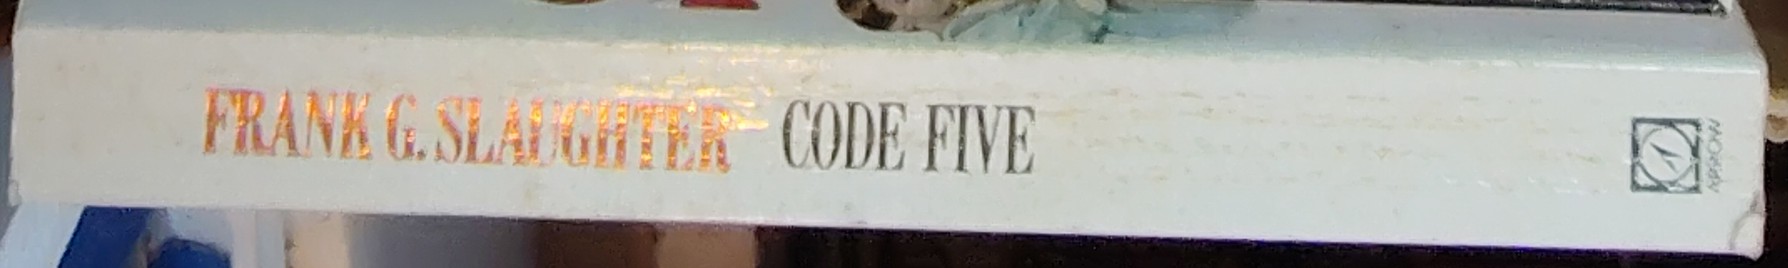 FRANK G. SLAUGHTER CODE FIVE
ARROW